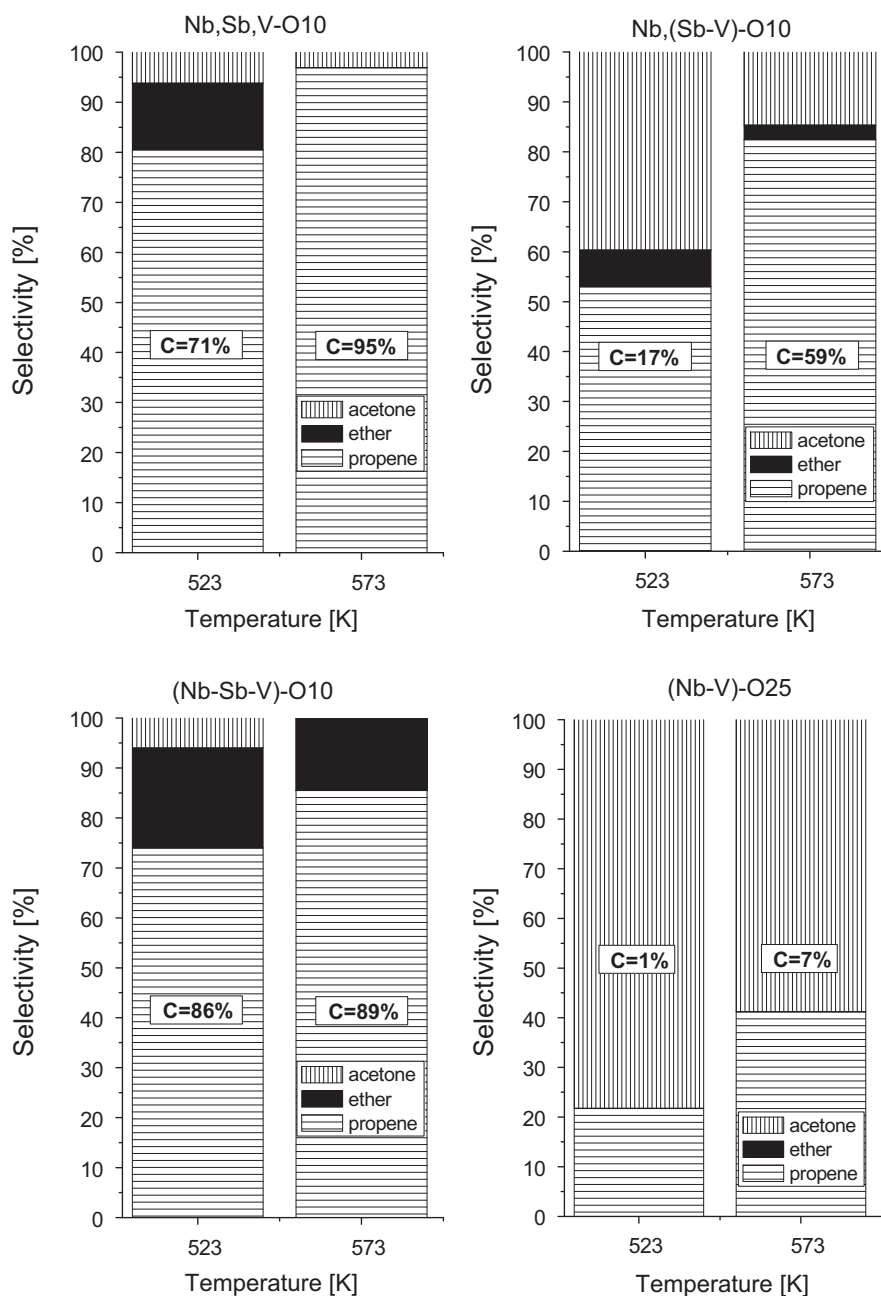 Nb,Sb,V-O10
100
90
80
70
60
50
40
30
20
10
0
Selectivity [%]
C=71%
C=95%
acetone
ether
propene
523
573
Temperature [K]
Nb,(Sb-V)-O10
100
90
80
70
60
50
40
30
20
10
0
Selectivity [%]
C=17%
C=59%
acetone
ether
propene
523
573
Temperature [K]
(Nb-Sb-V)-O10
100
90
80
70
60
50
40
30
20
10
0
Selectivity [%]
C=86%
C=89%
acetone
ether
propene
523
573
Temperature [K]
(Nb-V)-O25
100
90
80
70
60
50
40
30
20
10
0
Selectivity [%]
C=1%
C=7%
acetone
ether
propene
523
573
Temperature [K]